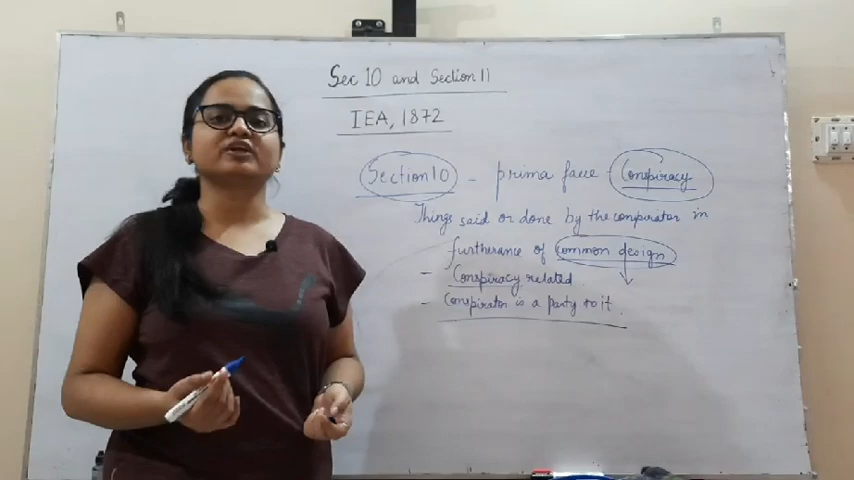 Sec 10 and Section 11
IEA, 1872
Section 10 - prima facie - Conspiracy
Things said or done by the conspirator in
furtherance of common design
- Conspiracy related
- Conspirator is a party to it.